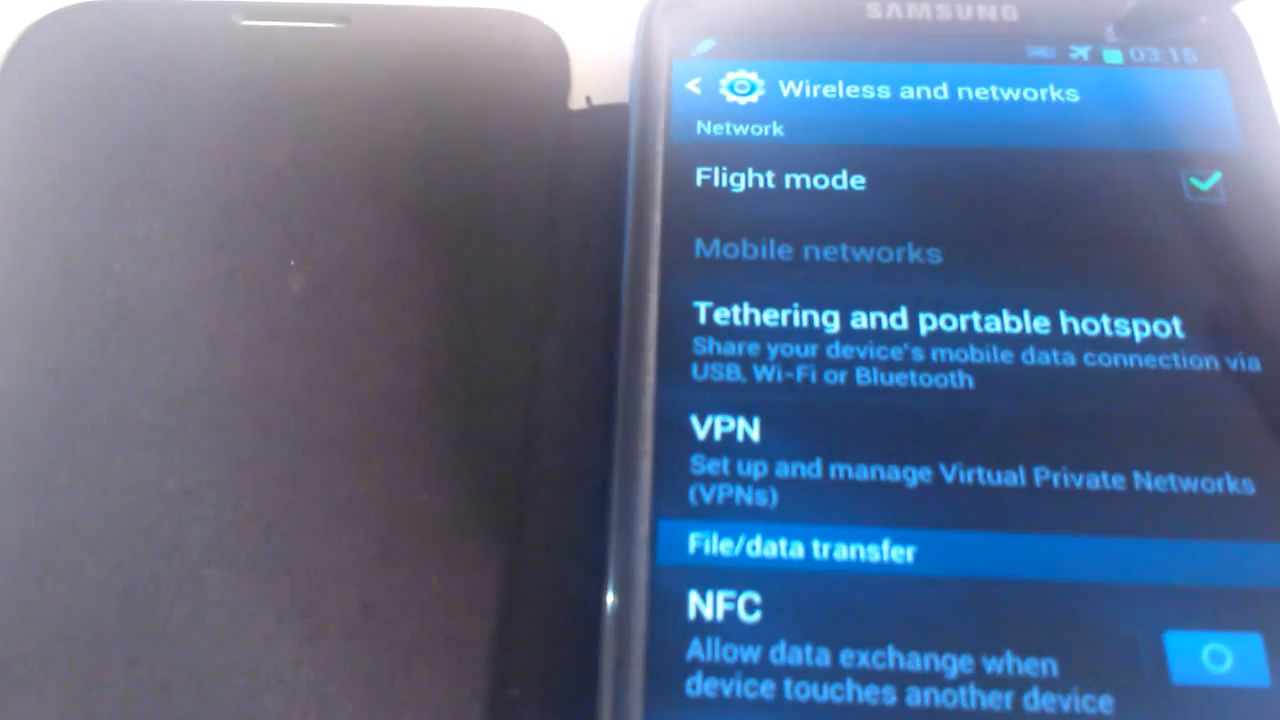 SAMSUNG
03:15
Wireless and networks
Network
Flight mode
Mobile networks
Tethering and portable hotspot
Share your device's mobile data connection via
USB, Wi-Fi or Bluetooth
VPN
Set up and manage Virtual Private Networks
(VPNs)
File/data transfer
NFC
Allow data exchange when
device touches another device